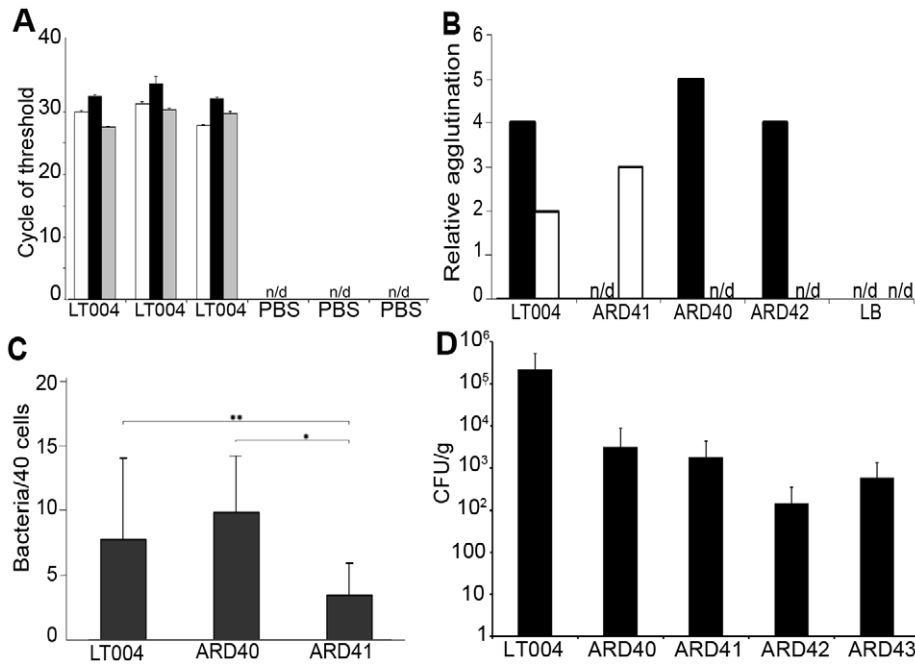 A
Cycle of threshold
40
30
20
10
0
n/d n/d n/d
LT004 LT004 LT004 PBS PBS PBS
B
Relative agglutination
6
5
4
3
2
1
0
n/d n/d n/d n/d n/d
LT004 ARD41 ARD40 ARD42 LB
C
Bacteria/40 cells
20
15
10
5
0
**
*
LT004 ARD40 ARD41
D
CFU/g
10⁶
10⁵
10⁴
10³
10²
100
10
1
LT004 ARD40 ARD41 ARD42 ARD43